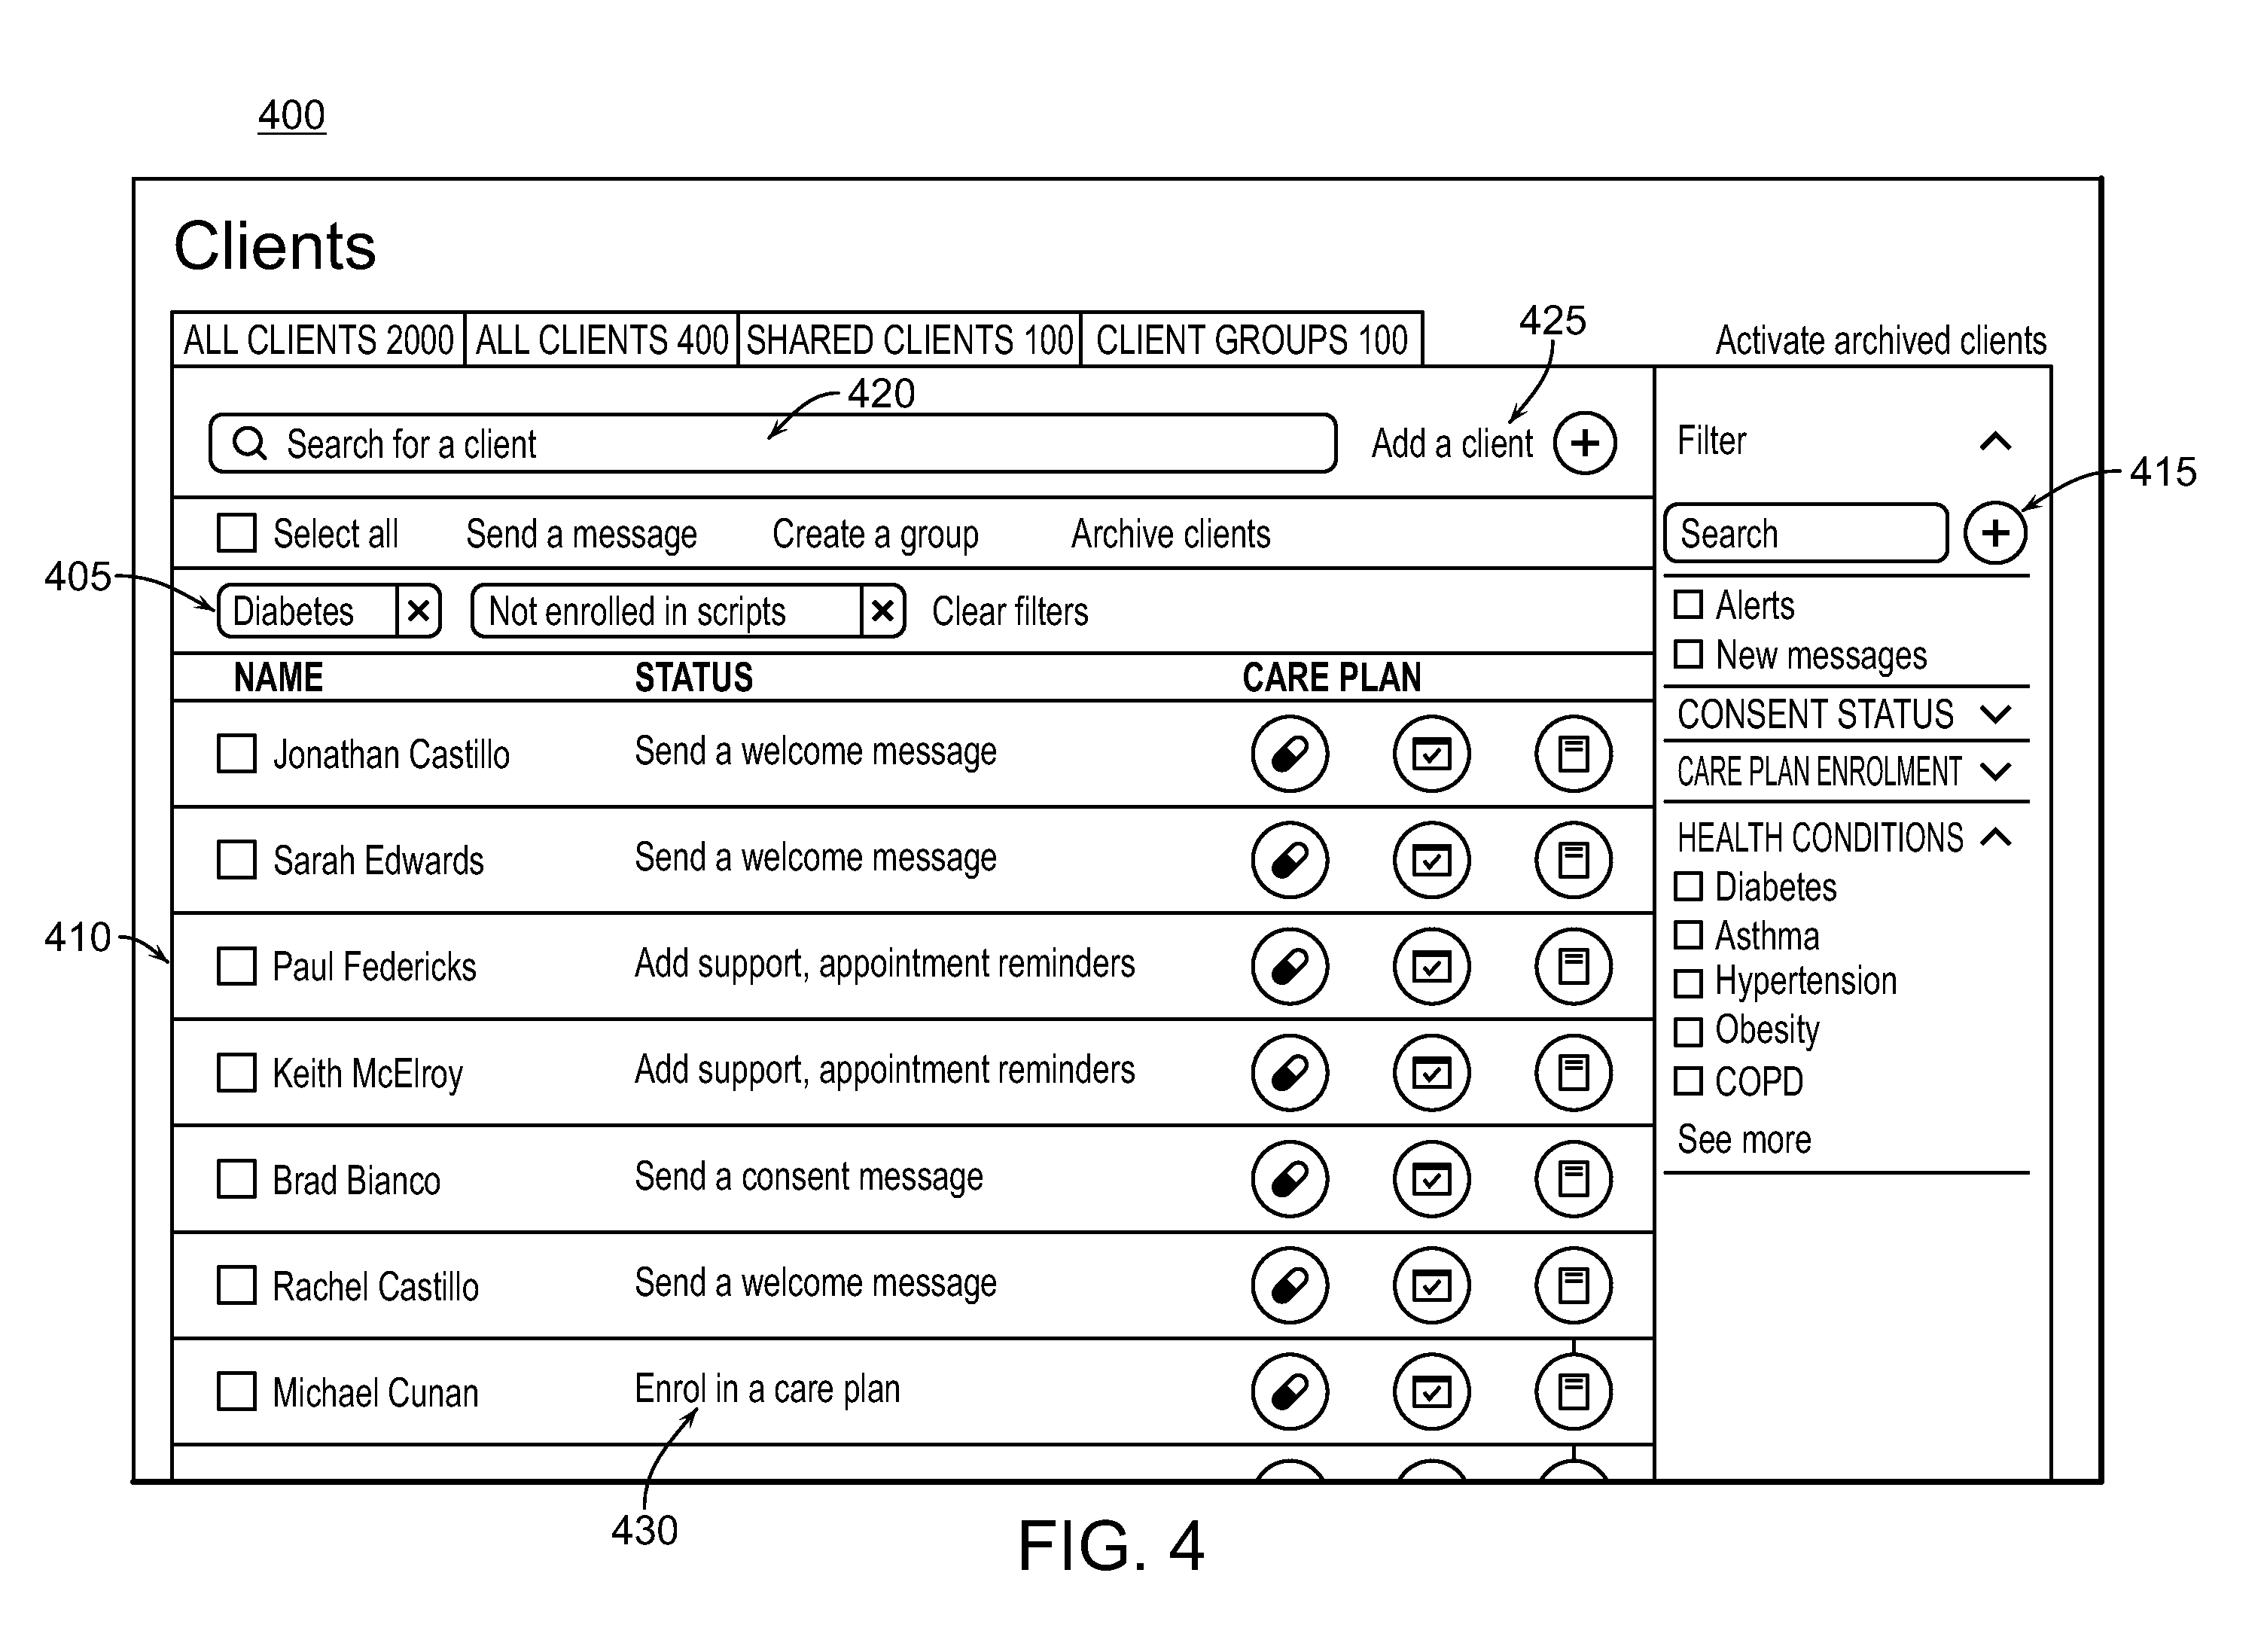 400
Clients
ALL CLIENTS 2000 ALL CLIENTS 400 SHARED CLIENTS 100 CLIENT GROUPS 100
425
Activate archived clients
420
Search for a client
Add a client
Filter
415
Select all Send a message Create a group Archive clients
Search
405
Diabetes Not enrolled in scripts Clear filters
Alerts
New messages
NAME STATUS CARE PLAN
CONSENT STATUS
Jonathan Castillo Send a welcome message
CARE PLAN ENROLMENT
HEALTH CONDITIONS
Sarah Edwards Send a welcome message
Diabetes
410
Asthma
Paul Federicks Add support, appointment reminders
Hypertension
Obesity
Keith McElroy Add support, appointment reminders
COPD
See more
Brad Bianco Send a consent message
Rachel Castillo Send a welcome message
Michael Cunan Enrol in a care plan
430
FIG. 4